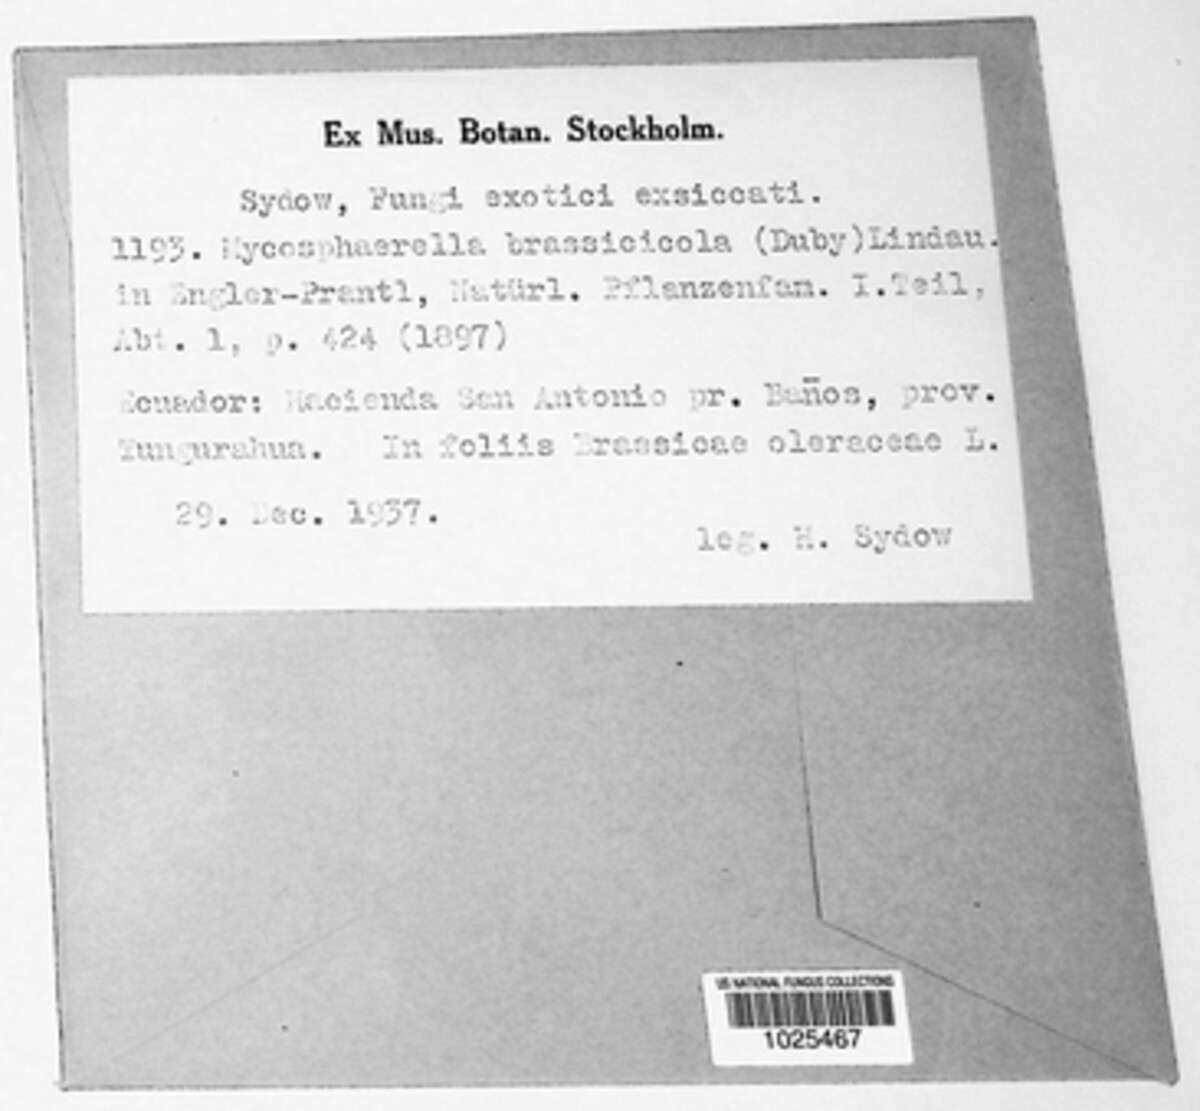 Ex Mus. Botan. Stockholm.
Sydow, Fungi exotici exsiccati.
1193. Mycosphaerella brassicicola (Duby)Lindau.
in Engler-Prantl, Natürl. Pflanzenfam. I.Teil,
Abt. 1, p. 424 (1897)
Ecuador: Hacienda San Antonio pr. Baños, prov.
Tungurahua. In foliis Brassicae oleraceae L.
29. Dec. 1937.
leg. H. Sydow
US NATIONAL FUNGUS COLLECTIONS
1025467